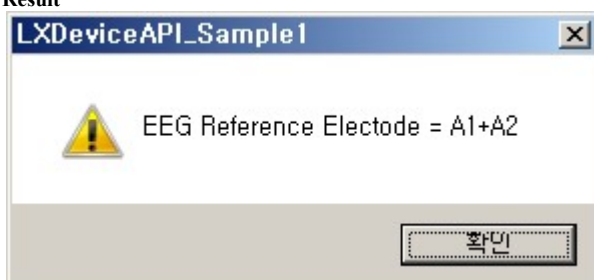 Result
LXDeviceAPI_Sample1
EEG Reference Electode = A1+A2
확인